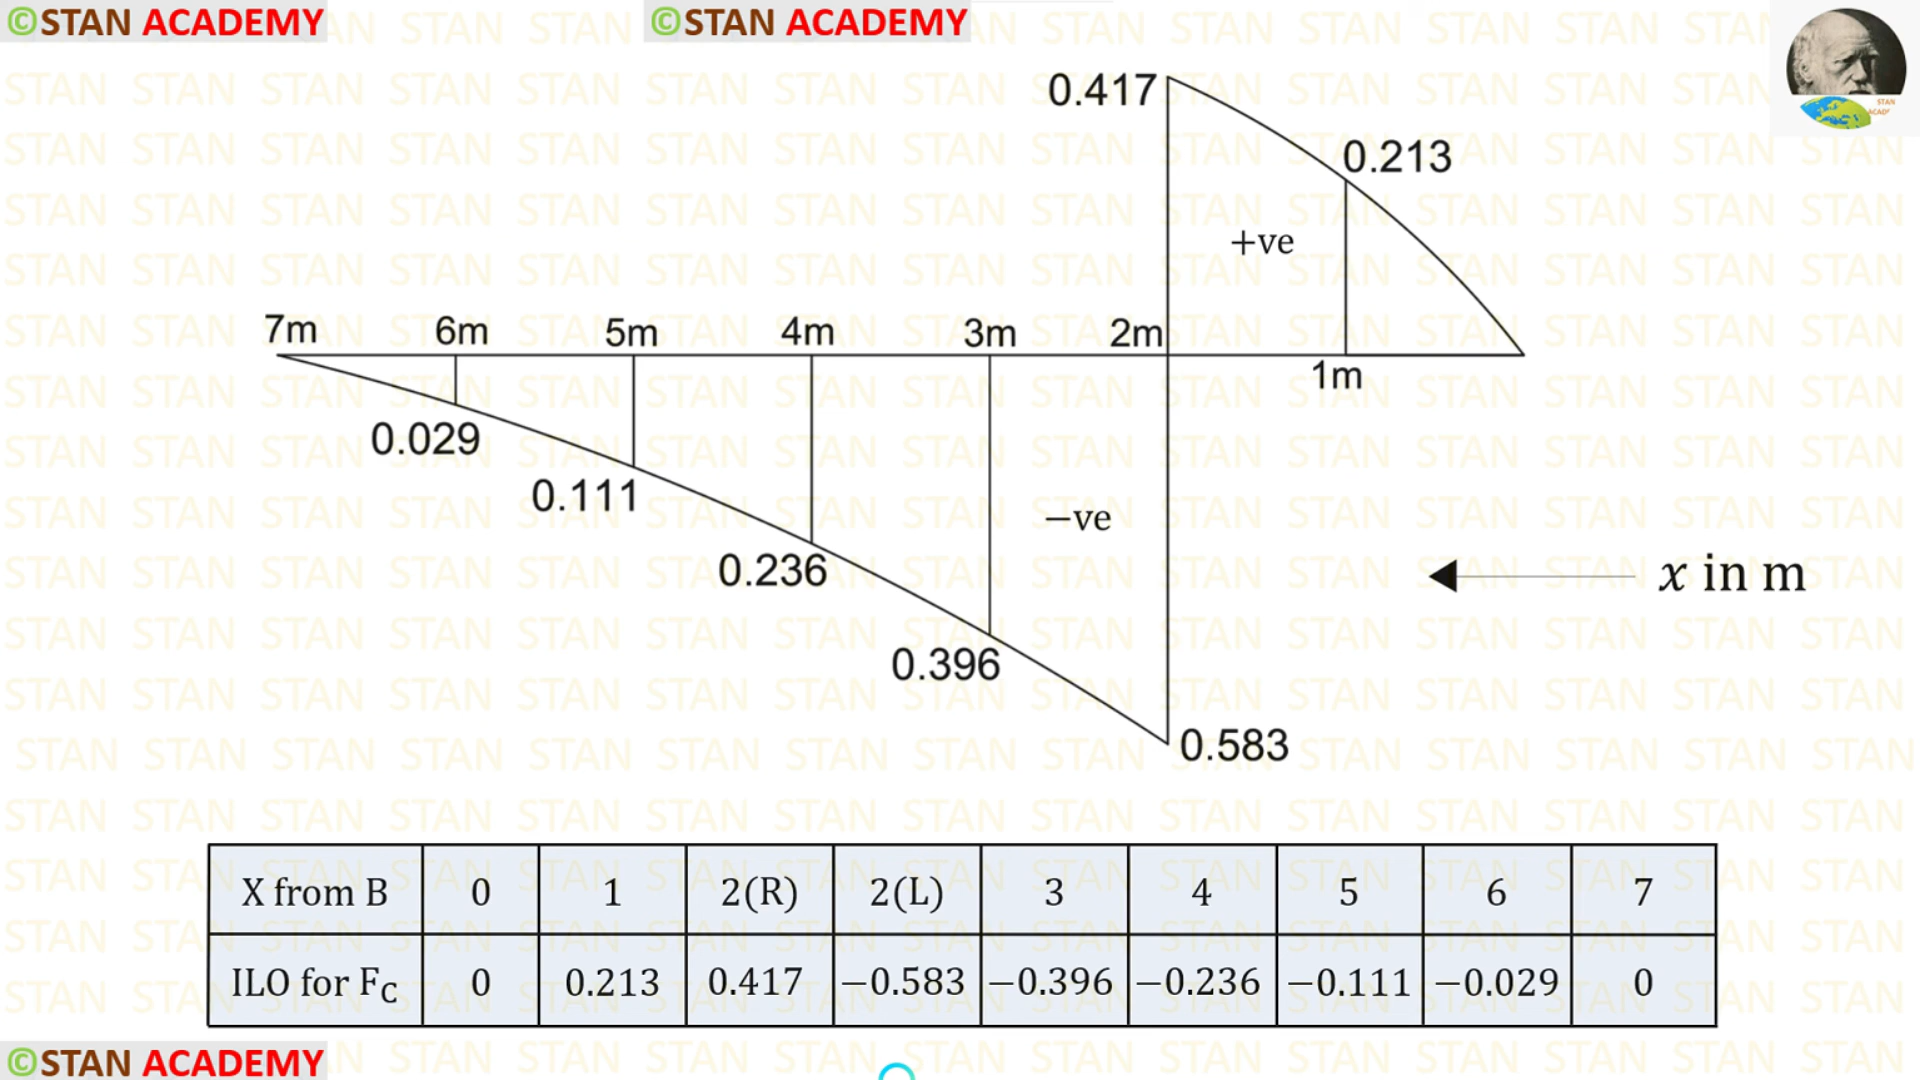 ©STAN ACADEMY ©STAN ACADEMY
STAN
ACADY
0.417
0.213
+ve
7m 6m 5m 4m 3m 2m
1m
0.029
0.111
0.236
0.396
−ve
0.583
x in m
X from B 0 1 2(R) 2(L) 3 4 5 6 7
ILO for FC 0 0.213 0.417 −0.583 −0.396 −0.236 −0.111 −0.029 0
©STAN ACADEMY